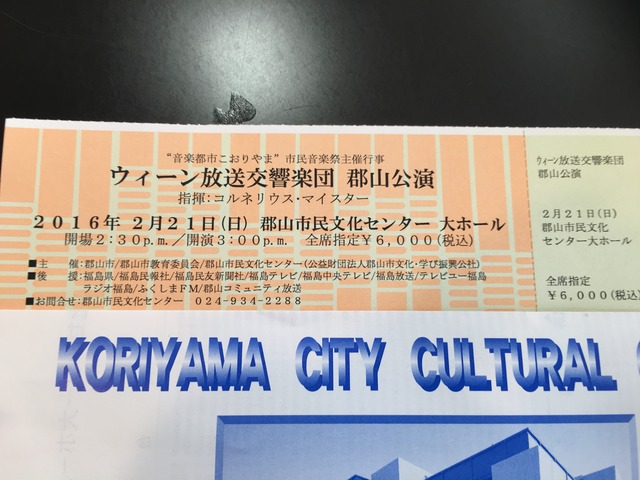 “音楽都市こおりやま”市民音楽祭主催行事
ウィーン放送交響楽団 郡山公演
指揮：コルネリウス・マイスター
２０１６年 ２月２１日（日） 郡山市民文化センター 大ホール
開場２：３０p.m.／開演３：００p.m. 全席指定￥６，０００（税込）
■主 催：郡山市／郡山市教育委員会／郡山市民文化センター（公益財団法人郡山市文化・学び振興公社）
■後 援：福島県／福島民報社／福島民友新聞社／福島テレビ／福島中央テレビ／福島放送／テレビユー福島
ラジオ福島／ふくしまFM／郡山コミュニティ放送
■お問合せ：郡山市民文化センター ０２４-９３４-２２８８
ウィーン放送交響楽団
郡山公演
２月２１日（日）
郡山市民文化
センター大ホール
全席指定
￥６，０００（税込）
KORIYAMA CITY CULTURAL